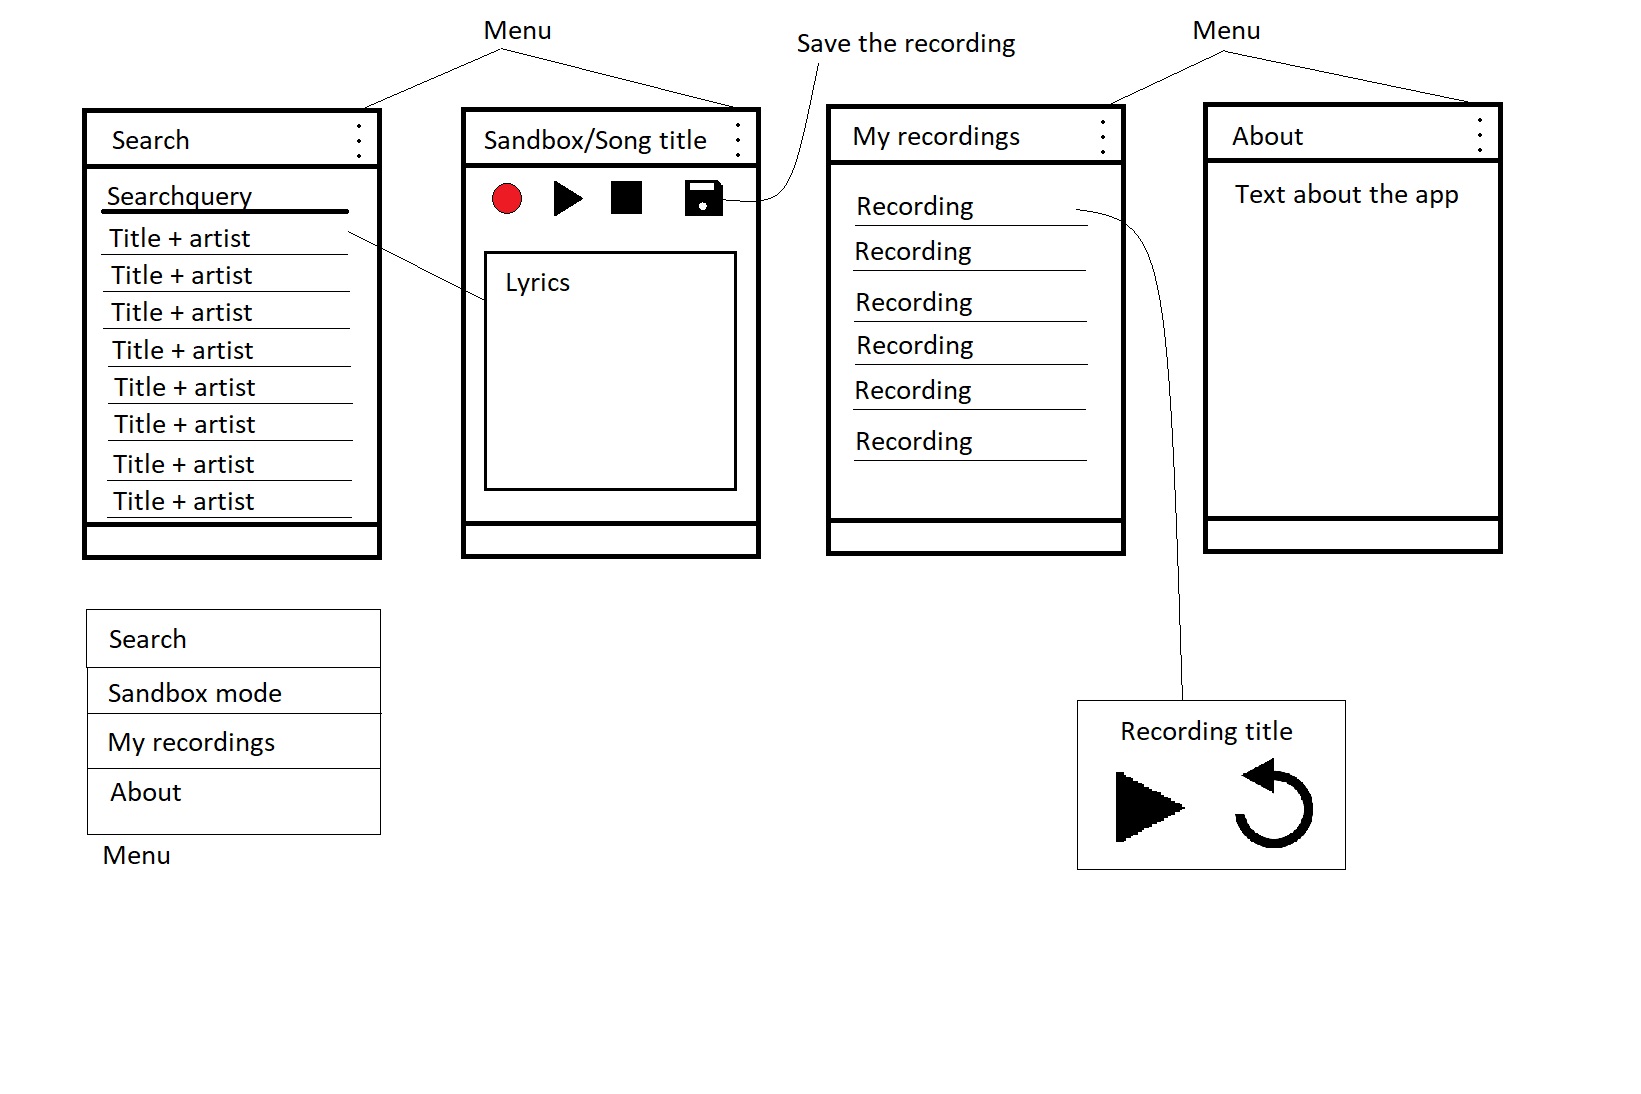 Menu
Save the recording
Menu
Search
Searchquery
Title + artist
Title + artist
Title + artist
Title + artist
Title + artist
Title + artist
Title + artist
Title + artist
Sandbox/Song title
Lyrics
My recordings
Recording
Recording
Recording
Recording
Recording
Recording
About
Text about the app
Search
Sandbox mode
My recordings
About
Menu
Recording title